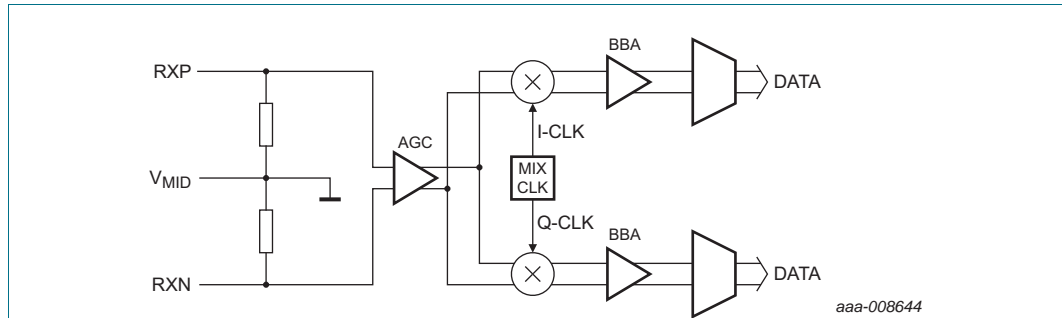 BBA
RXP
DATA
I-CLK
AGC
MIX
CLK
VMID
Q-CLK
BBA
RXN
DATA
aaa-008644